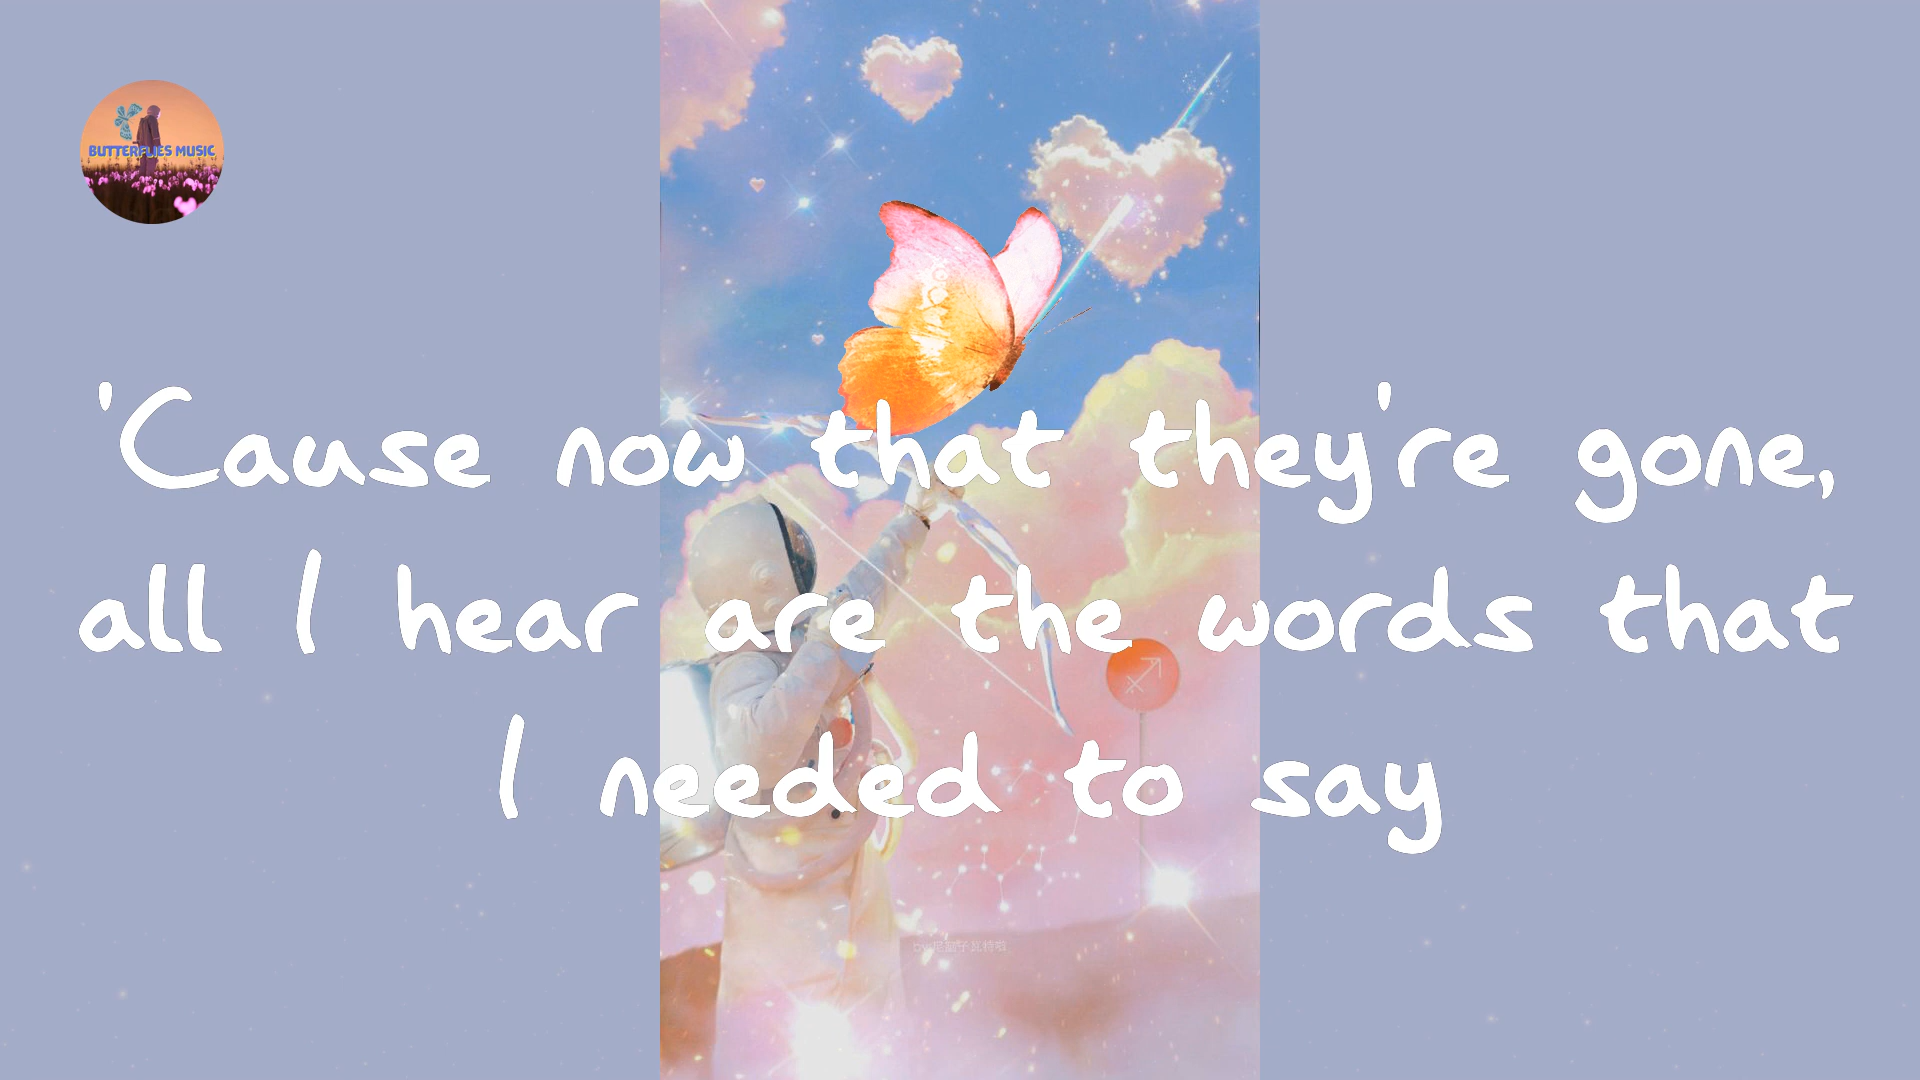 BUTTERFLIES MUSIC
'Cause now that they're gone,
all I hear are the words that
I needed to say